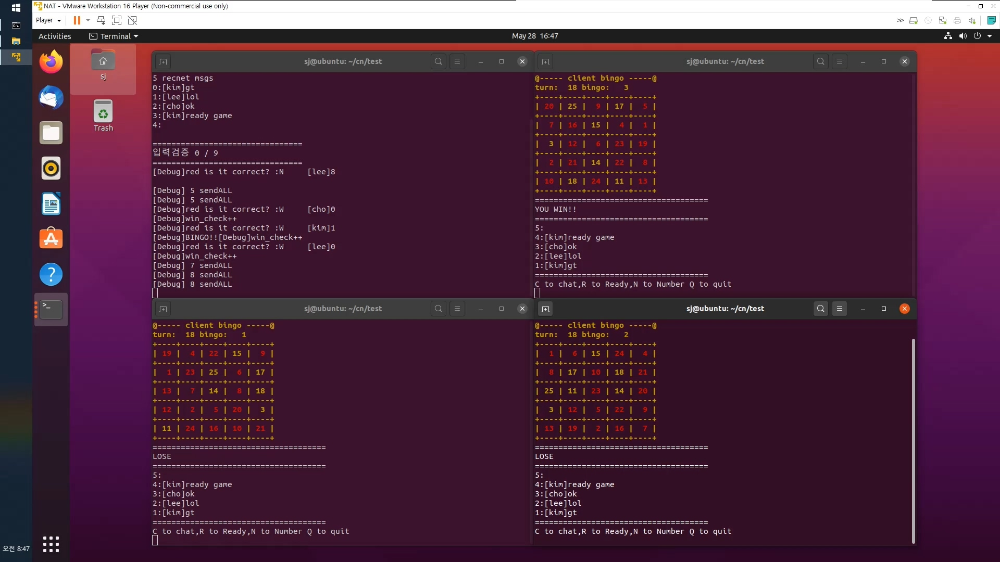 NAT - VMware Workstation 16 Player (Non-commercial use only)
Player
Activities
Terminal
May 28 16:47
sj
Trash
sj@ubuntu: ~/cn/test
5 recnet msgs
0:[kim]gt
1:[lee]lol
2:[cho]ok
3:[kim]ready game
4:
================================
입력검증 0 / 9
================================
[Debug]red is it correct? :N [lee]8
[Debug] 5 sendALL
[Debug] 5 sendALL
[Debug]red is it correct? :W [cho]0
[Debug]win_check++
[Debug]red is it correct? :W [kim]1
[Debug]BINGO!![Debug]win_check++
[Debug]red is it correct? :W [lee]0
[Debug]win_check++
[Debug] 7 sendALL
[Debug] 8 sendALL
[Debug] 8 sendALL
sj@ubuntu: ~/cn/test
@----- client bingo -----@
turn: 18 bingo: 3
+----+----+----+----+----+
| 20 | 25 | 9 | 17 | 5 |
+----+----+----+----+----+
| 7 | 16 | 15 | 4 | 1 |
+----+----+----+----+----+
| 3 | 12 | 6 | 23 | 19 |
+----+----+----+----+----+
| 2 | 21 | 14 | 22 | 8 |
+----+----+----+----+----+
| 10 | 18 | 24 | 11 | 13 |
+----+----+----+----+----+
=====================================
YOU WIN!!
=====================================
5:
4:[kim]ready game
3:[cho]ok
2:[lee]lol
1:[kim]gt
=====================================
C to chat,R to Ready,N to Number Q to quit
sj@ubuntu: ~/cn/test
@----- client bingo -----@
turn: 18 bingo: 1
+----+----+----+----+----+
| 19 | 4 | 22 | 15 | 9 |
+----+----+----+----+----+
| 1 | 23 | 25 | 6 | 17 |
+----+----+----+----+----+
| 13 | 7 | 14 | 8 | 18 |
+----+----+----+----+----+
| 12 | 2 | 5 | 20 | 3 |
+----+----+----+----+----+
| 11 | 24 | 16 | 10 | 21 |
+----+----+----+----+----+
=====================================
LOSE
=====================================
5:
4:[kim]ready game
3:[cho]ok
2:[lee]lol
1:[kim]gt
=====================================
C to chat,R to Ready,N to Number Q to quit
sj@ubuntu: ~/cn/test
@----- client bingo -----@
turn: 18 bingo: 2
+----+----+----+----+----+
| 1 | 6 | 15 | 24 | 4 |
+----+----+----+----+----+
| 8 | 17 | 10 | 18 | 21 |
+----+----+----+----+----+
| 25 | 11 | 23 | 14 | 20 |
+----+----+----+----+----+
| 3 | 12 | 5 | 22 | 9 |
+----+----+----+----+----+
| 13 | 19 | 2 | 16 | 7 |
+----+----+----+----+----+
=====================================
LOSE
=====================================
5:
4:[kim]ready game
3:[cho]ok
2:[lee]lol
1:[kim]gt
=====================================
C to chat,R to Ready,N to Number Q to quit
오전 8:47